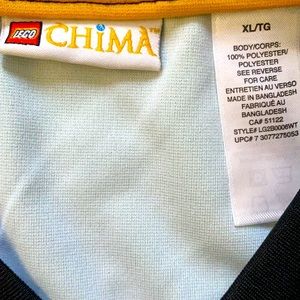 LEGO CHIMA™
XL/TG
BODY/CORPS:
100% POLYESTER/
POLYESTER
SEE REVERSE
FOR CARE
ENTRETIEN AU VERSO
MADE IN BANGLADESH
FABRIQUÉ AU
BANGLADESH
CA# 51122
STYLE# LG2B0006WT
UPC# 7 3077275053